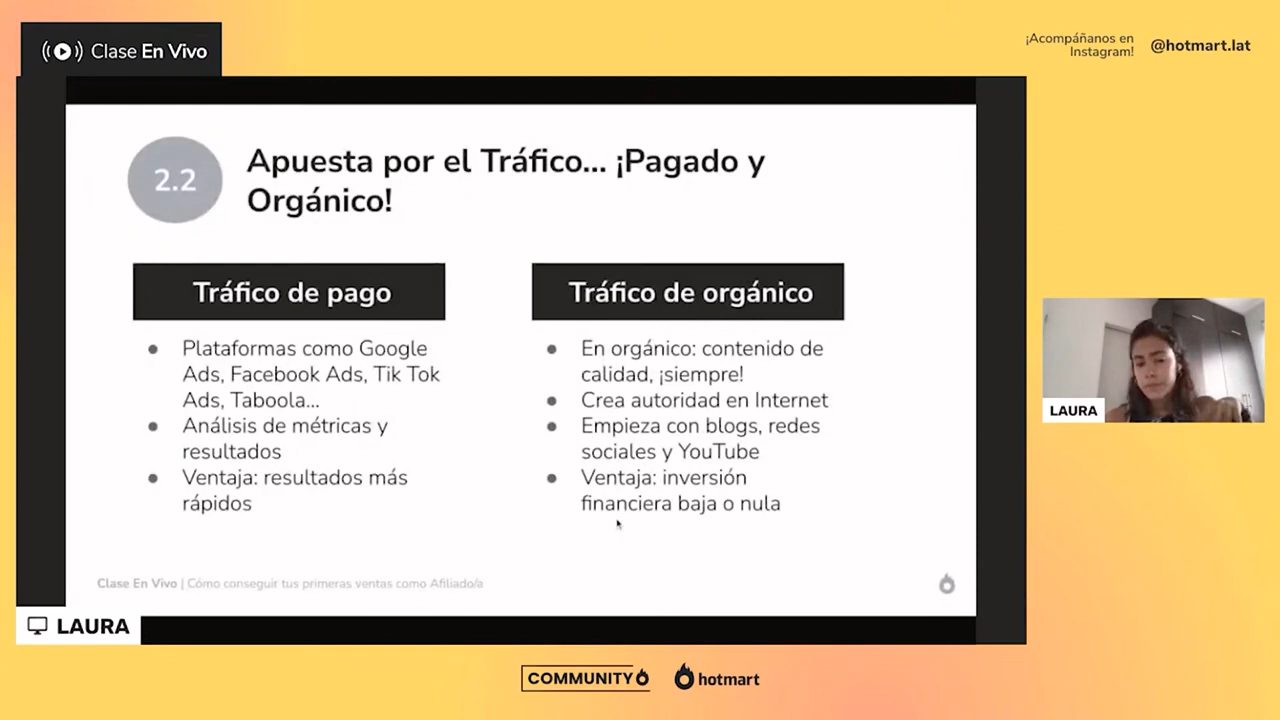 Clase En Vivo
¡Acompáñanos en
Instagram!
@hotmart.lat
2.2
Apuesta por el Tráfico... ¡Pagado y
Orgánico!
Tráfico de pago
Plataformas como Google
Ads, Facebook Ads, Tik Tok
Ads, Taboola...
Análisis de métricas y
resultados
Ventaja: resultados más
rápidos
Tráfico de orgánico
En orgánico: contenido de
calidad, ¡siempre!
Crea autoridad en Internet
Empieza con blogs, redes
sociales y YouTube
Ventaja: inversión
financiera baja o nula
Clase En Vivo | Cómo conseguir tus primeras ventas como Afiliado/a
LAURA
LAURA
COMMUNITY
hotmart